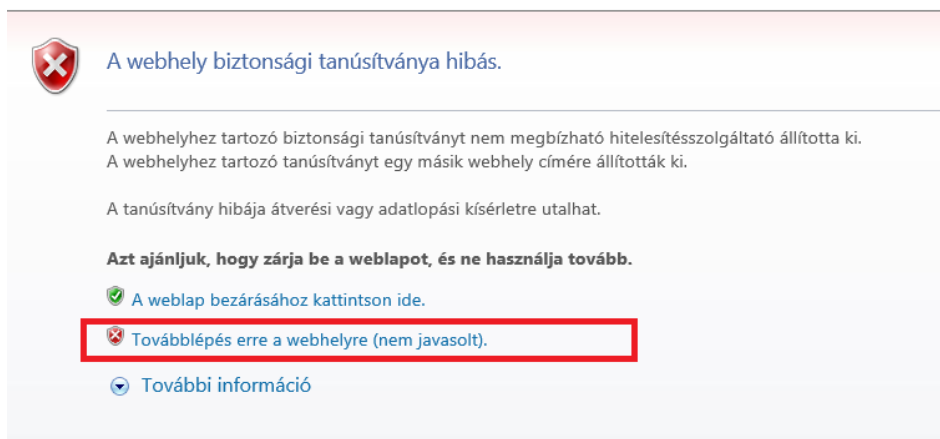 A webhely biztonsági tanúsítványa hibás.
A webhelyhez tartozó biztonsági tanúsítványt nem megbízható hitelesítésszolgáltató állította ki.
A webhelyhez tartozó tanúsítványt egy másik webhely címére állították ki.
A tanúsítvány hibája átverési vagy adatlopási kísérletre utalhat.
Azt ajánljuk, hogy zárja be a weblapot, és ne használja tovább.
A weblap bezárásához kattintson ide.
Továbblépés erre a webhelyre (nem javasolt).
További információ